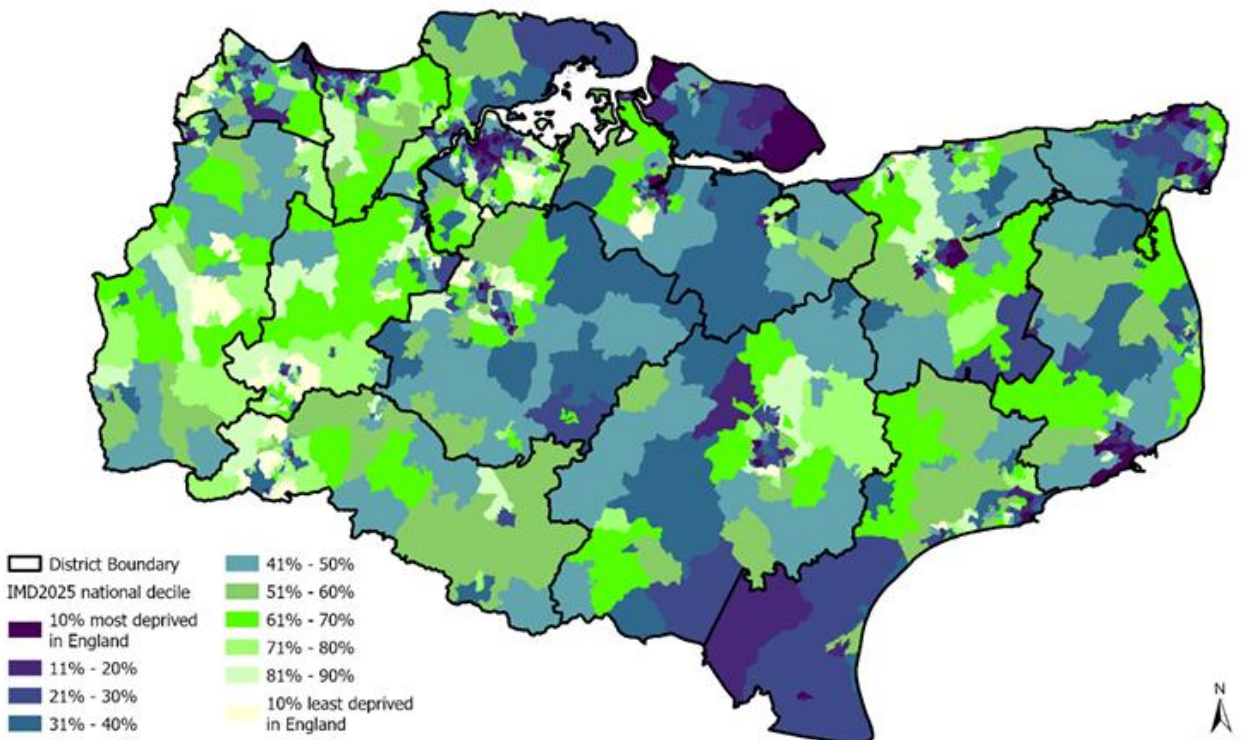 District Boundary
IMD2025 national decile
10% most deprived
in England
11% - 20%
21% - 30%
31% - 40%
41% - 50%
51% - 60%
61% - 70%
71% - 80%
81% - 90%
10% least deprived
in England
N